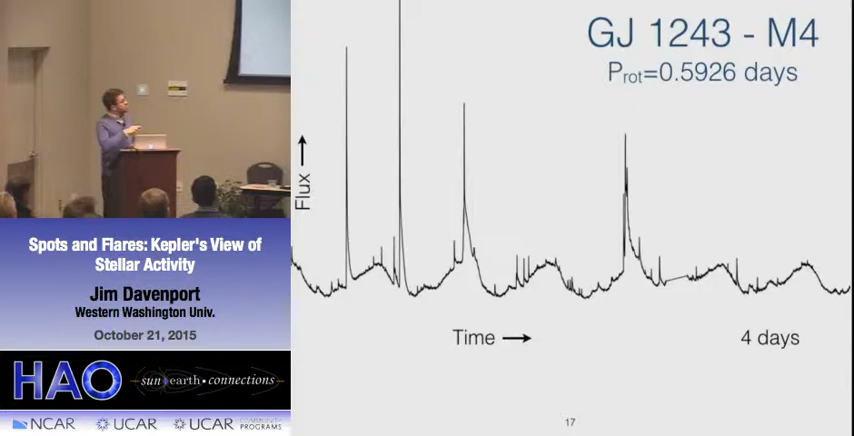 GJ 1243 - M4
Prot=0.5926 days
Flux
Time
4 days
17
Spots and Flares: Kepler's View of
Stellar Activity
Jim Davenport
Western Washington Univ.
October 21, 2015
HAO
sun earth • connections
NCAR
UCAR
UCAR COMMUNITY
PROGRAMS